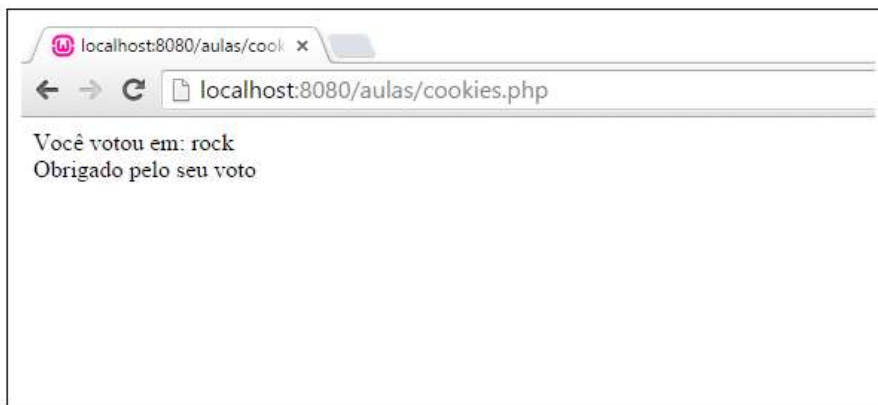 localhost:8080/aulas/cook
localhost:8080/aulas/cookies.php
Você votou em: rock
Obrigado pelo seu voto